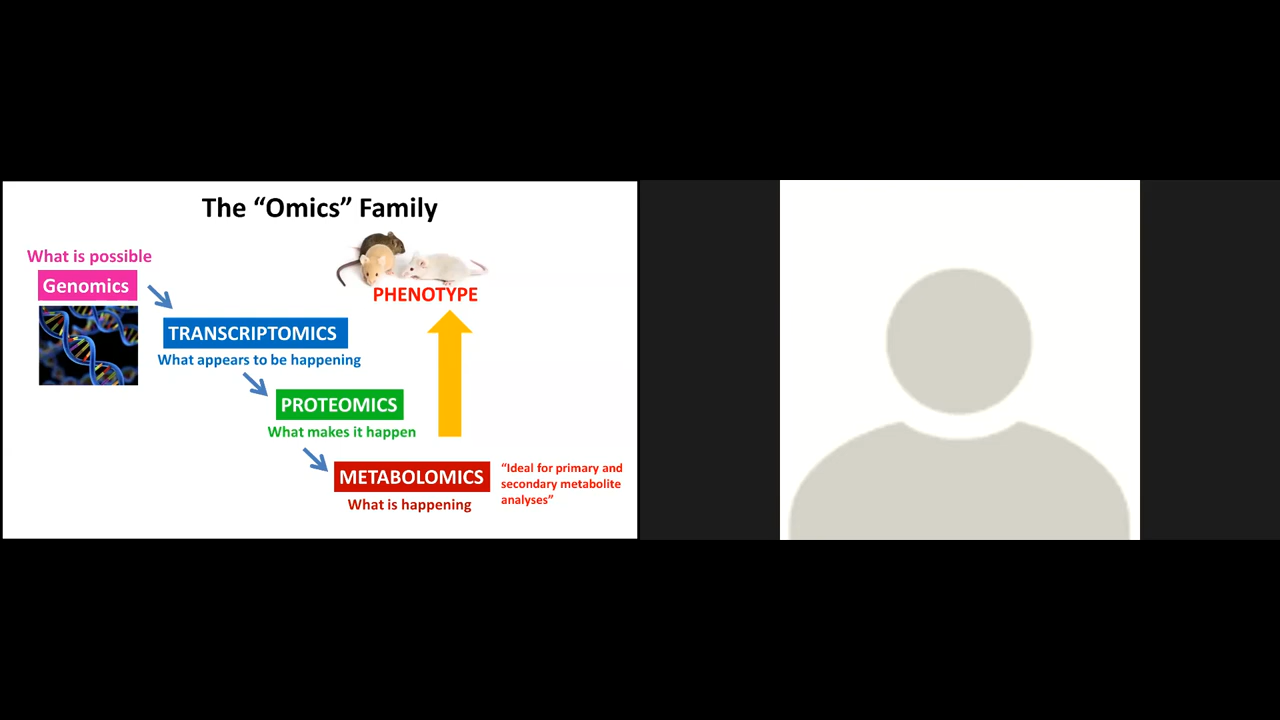 The “Omics” Family
What is possible
Genomics
PHENOTYPE
TRANSCRIPTOMICS
What appears to be happening
PROTEOMICS
What makes it happen
METABOLOMICS
What is happening
“Ideal for primary and
secondary metabolite
analyses”